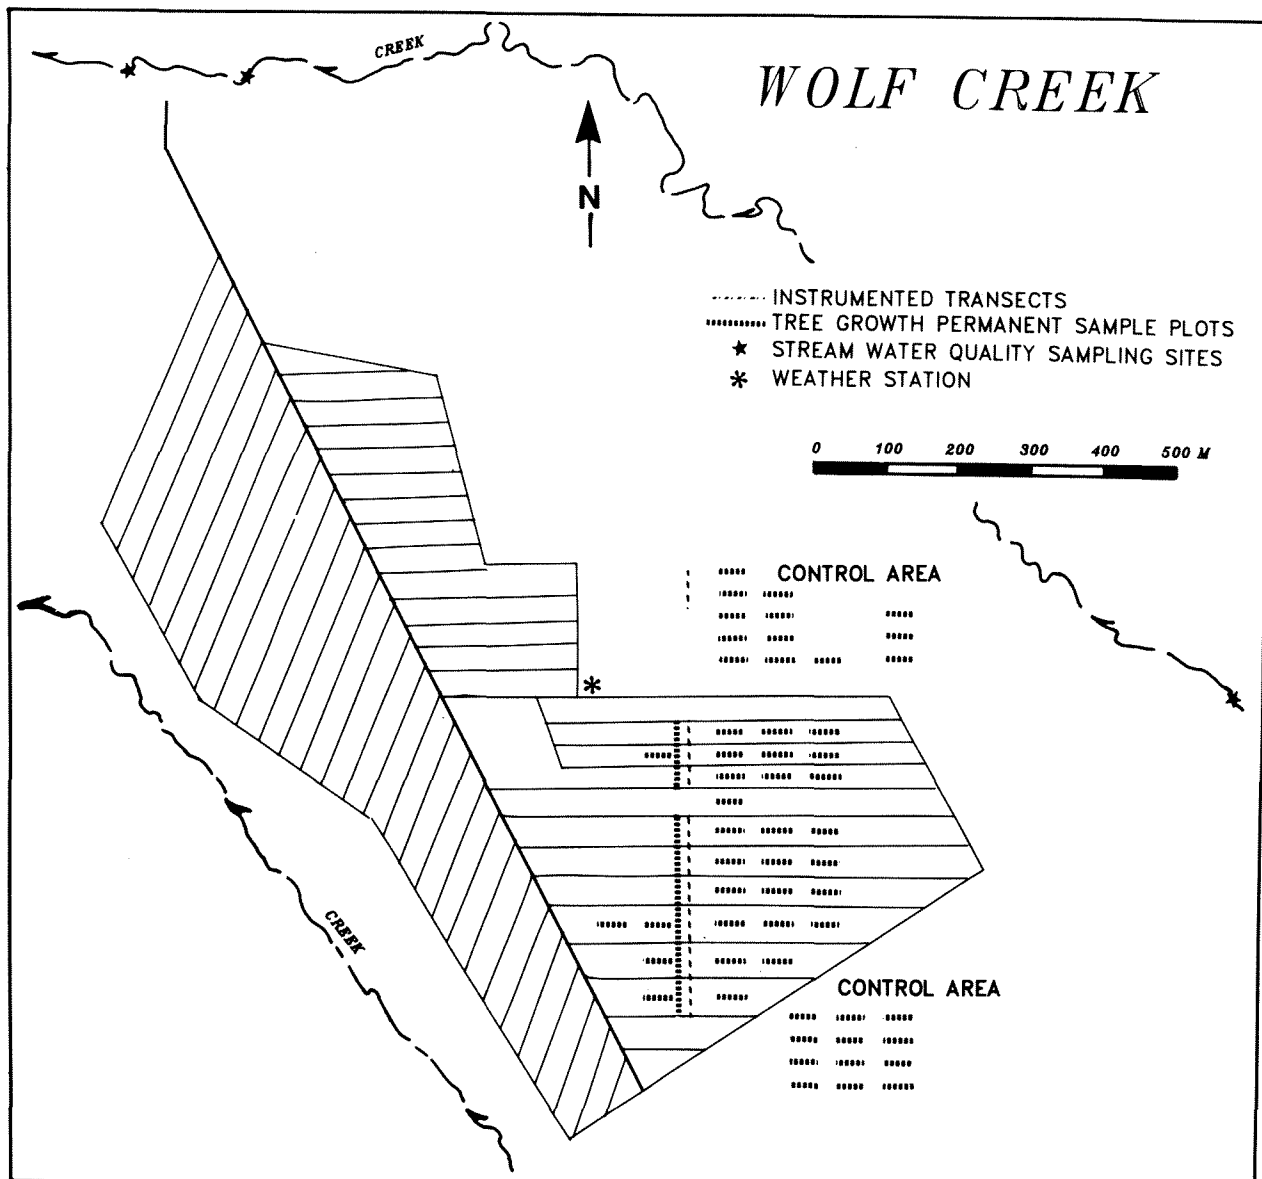 CREEK
WOLF CREEK
N
INSTRUMENTED TRANSECTS
TREE GROWTH PERMANENT SAMPLE PLOTS
STREAM WATER QUALITY SAMPLING SITES
WEATHER STATION
0 100 200 300 400 500 M
CONTROL AREA
CREEK
CONTROL AREA